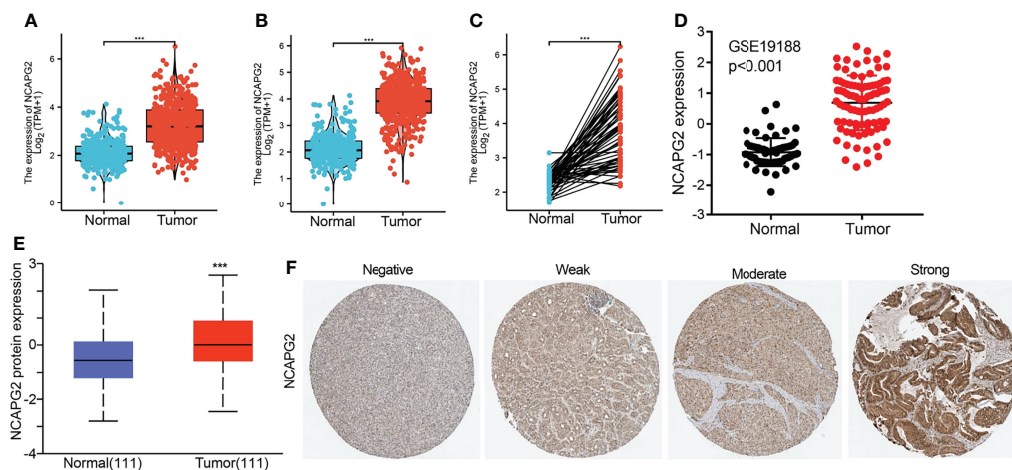 A
The expression of NCAPG2
Log2 (TPM+1)
***
6
4
2
0
Normal
Tumor
B
The expression of NCAPG2
Log2 (TPM+1)
***
6
5
4
3
2
1
0
Normal
Tumor
C
The expression of NCAPG2
Log2 (TPM+1)
***
6
5
4
3
2
Normal
Tumor
D
NCAPG2 expression
GSE19188
p<0.001
3
2
1
0
-1
-2
-3
Normal
Tumor
E
NCAPG2 protein expression
***
3
2
0
-2
-4
Normal(111)
Tumor(111)
F
Negative
Weak
Moderate
Strong
NCAPG2